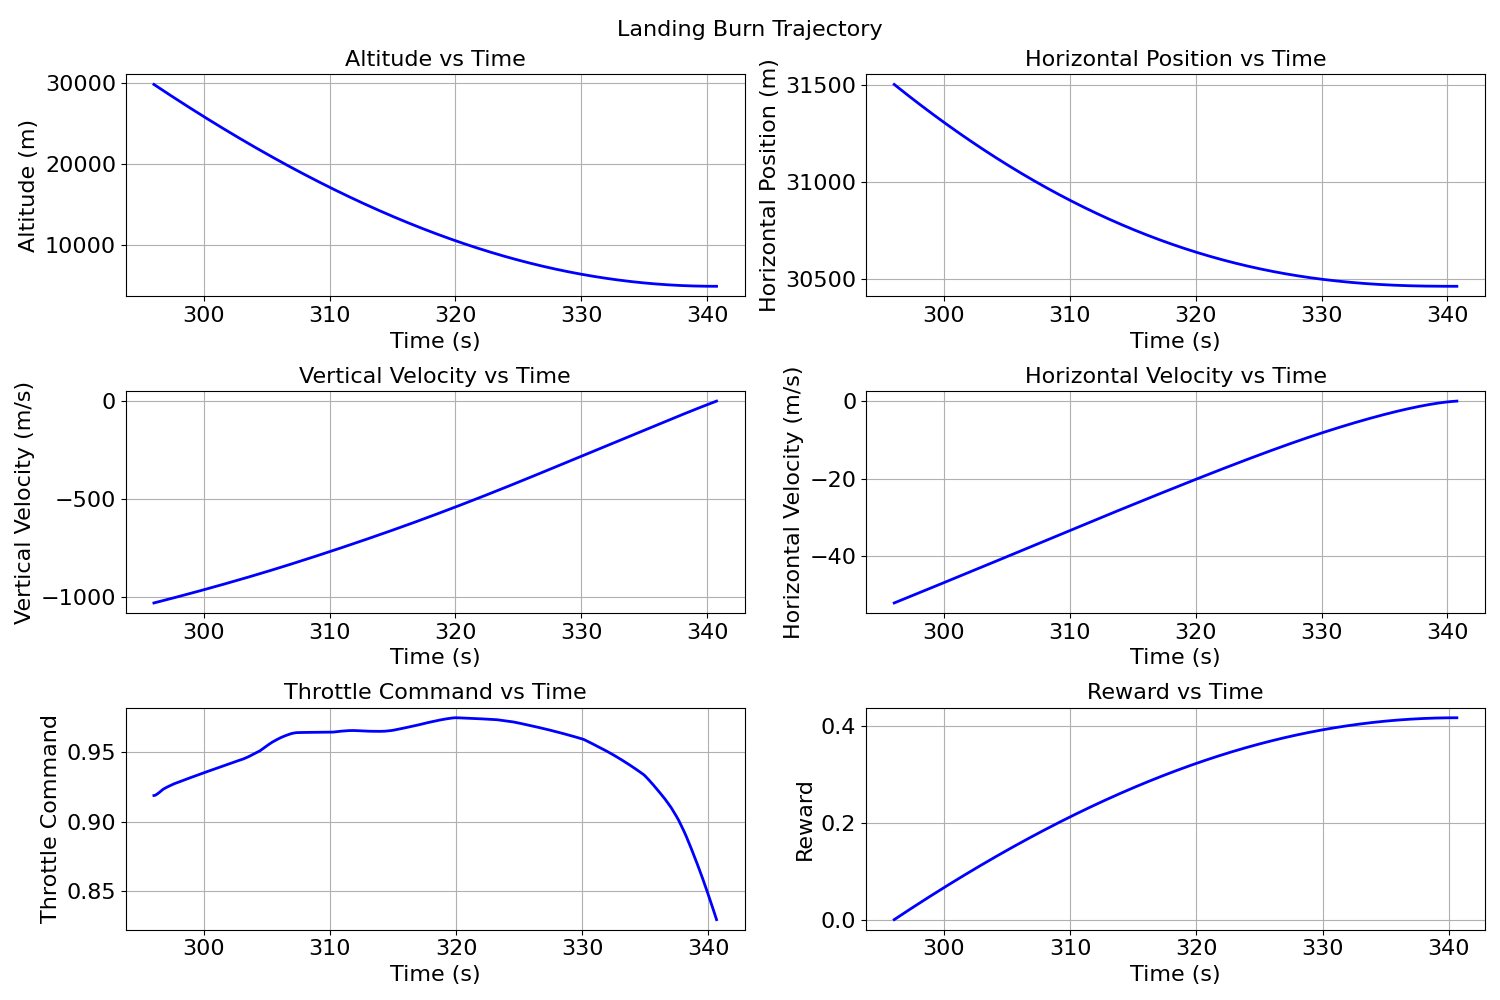 Landing Burn Trajectory
Altitude vs Time
Altitude (m)
30000
20000
10000
300 310 320 330 340
Time (s)
Horizontal Position vs Time
Horizontal Position (m)
31500
31000
30500
300 310 320 330 340
Time (s)
Vertical Velocity vs Time
Vertical Velocity (m/s)
0
−500
−1000
300 310 320 330 340
Time (s)
Horizontal Velocity vs Time
Horizontal Velocity (m/s)
0
−20
−40
300 310 320 330 340
Time (s)
Throttle Command vs Time
Throttle Command
0.95
0.90
0.85
300 310 320 330 340
Time (s)
Reward vs Time
Reward
0.4
0.2
0.0
300 310 320 330 340
Time (s)